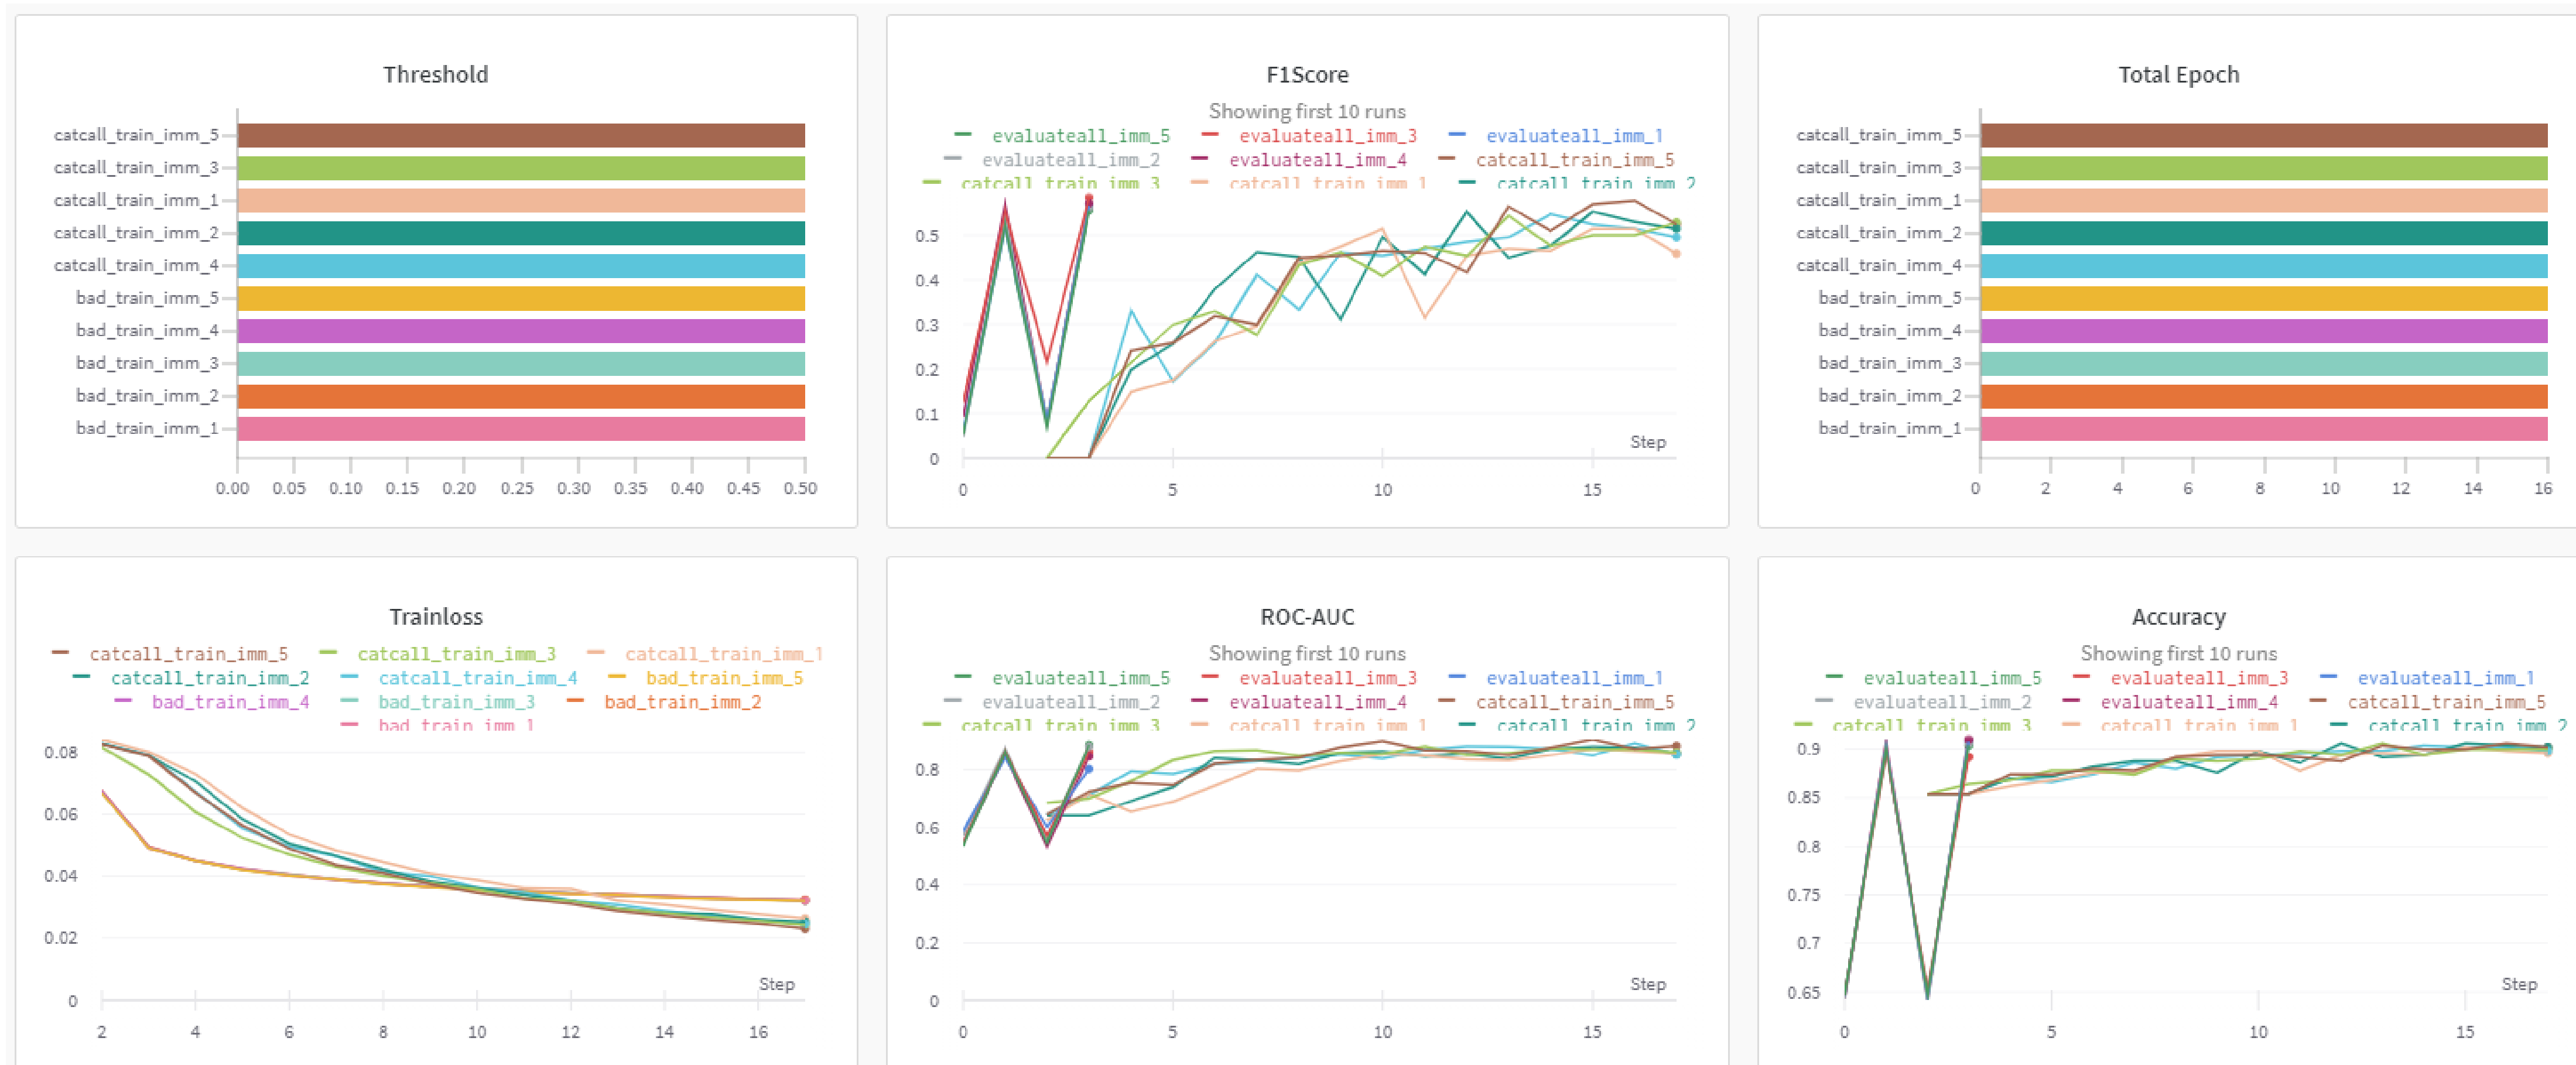 Threshold
catcall_train_imm_5
catcall_train_imm_3
catcall_train_imm_1
catcall_train_imm_2
catcall_train_imm_4
bad_train_imm_5
bad_train_imm_4
bad_train_imm_3
bad_train_imm_2
bad_train_imm_1
0.00 0.05 0.10 0.15 0.20 0.25 0.30 0.35 0.40 0.45 0.50
F1Score
Showing first 10 runs
evaluateall_imm_5 evaluateall_imm_3 evaluateall_imm_1
evaluateall_imm_2 evaluateall_imm_4 catcall_train_imm_5
catcall_train_imm_3 catcall_train_imm_1 catcall_train_imm_2
0.5
0.4
0.3
0.2
0.1
0
Step
0 5 10 15
Total Epoch
catcall_train_imm_5
catcall_train_imm_3
catcall_train_imm_1
catcall_train_imm_2
catcall_train_imm_4
bad_train_imm_5
bad_train_imm_4
bad_train_imm_3
bad_train_imm_2
bad_train_imm_1
0 2 4 6 8 10 12 14 16
Trainloss
catcall_train_imm_5 catcall_train_imm_3 catcall_train_imm_1
catcall_train_imm_2 catcall_train_imm_4 bad_train_imm_5
bad_train_imm_4 bad_train_imm_3 bad_train_imm_2
bad_train_imm_1
0.08
0.06
0.04
0.02
0
Step
2 4 6 8 10 12 14 16
ROC-AUC
Showing first 10 runs
evaluateall_imm_5 evaluateall_imm_3 evaluateall_imm_1
evaluateall_imm_2 evaluateall_imm_4 catcall_train_imm_5
catcall_train_imm_3 catcall_train_imm_1 catcall_train_imm_2
0.8
0.6
0.4
0.2
0
Step
0 5 10 15
Accuracy
Showing first 10 runs
evaluateall_imm_5 evaluateall_imm_3 evaluateall_imm_1
evaluateall_imm_2 evaluateall_imm_4 catcall_train_imm_5
catcall_train_imm_3 catcall_train_imm_1 catcall_train_imm_2
0.9
0.85
0.8
0.75
0.7
0.65
Step
0 5 10 15